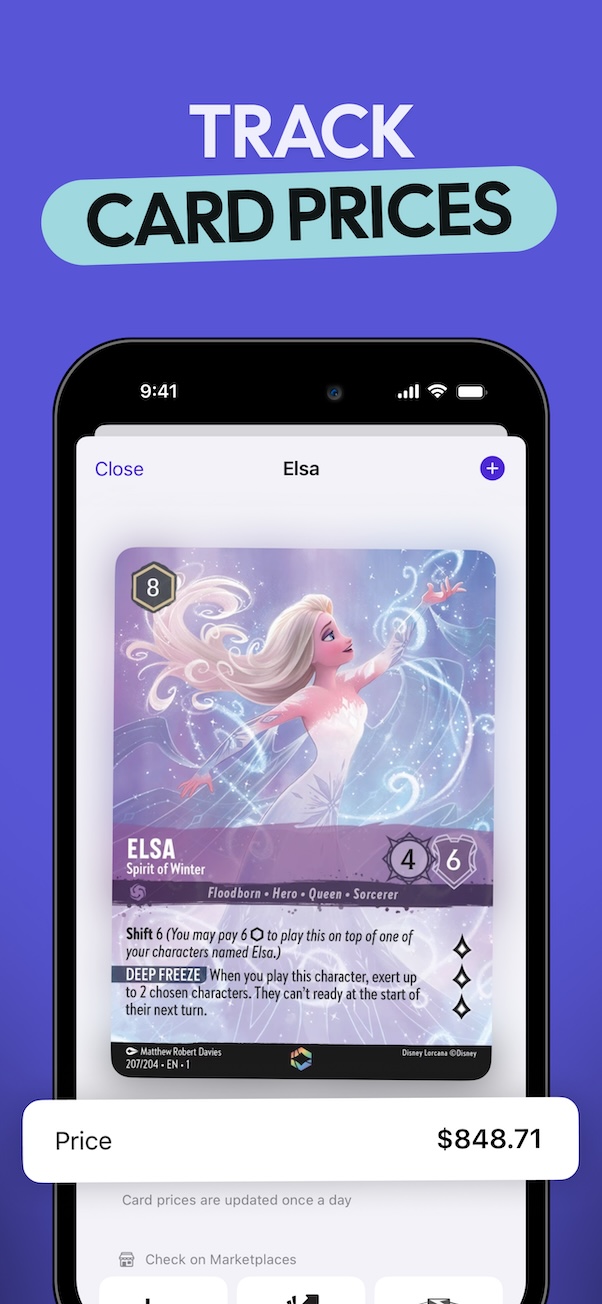 TRACK
CARD PRICES
9:41
Close
Elsa
8
ELSA
Spirit of Winter
4
6
Floodborn • Hero • Queen • Sorcerer
Shift 6 (You may pay 6 ⬡ to play this on top of one of
your characters named Elsa.)
DEEP FREEZE When you play this character, exert up
to 2 chosen characters. They can't ready at the start of
their next turn.
Matthew Robert Davies
Disney Lorcana ©Disney
207/204 • EN • 1
Price
$848.71
Card prices are updated once a day
Check on Marketplaces